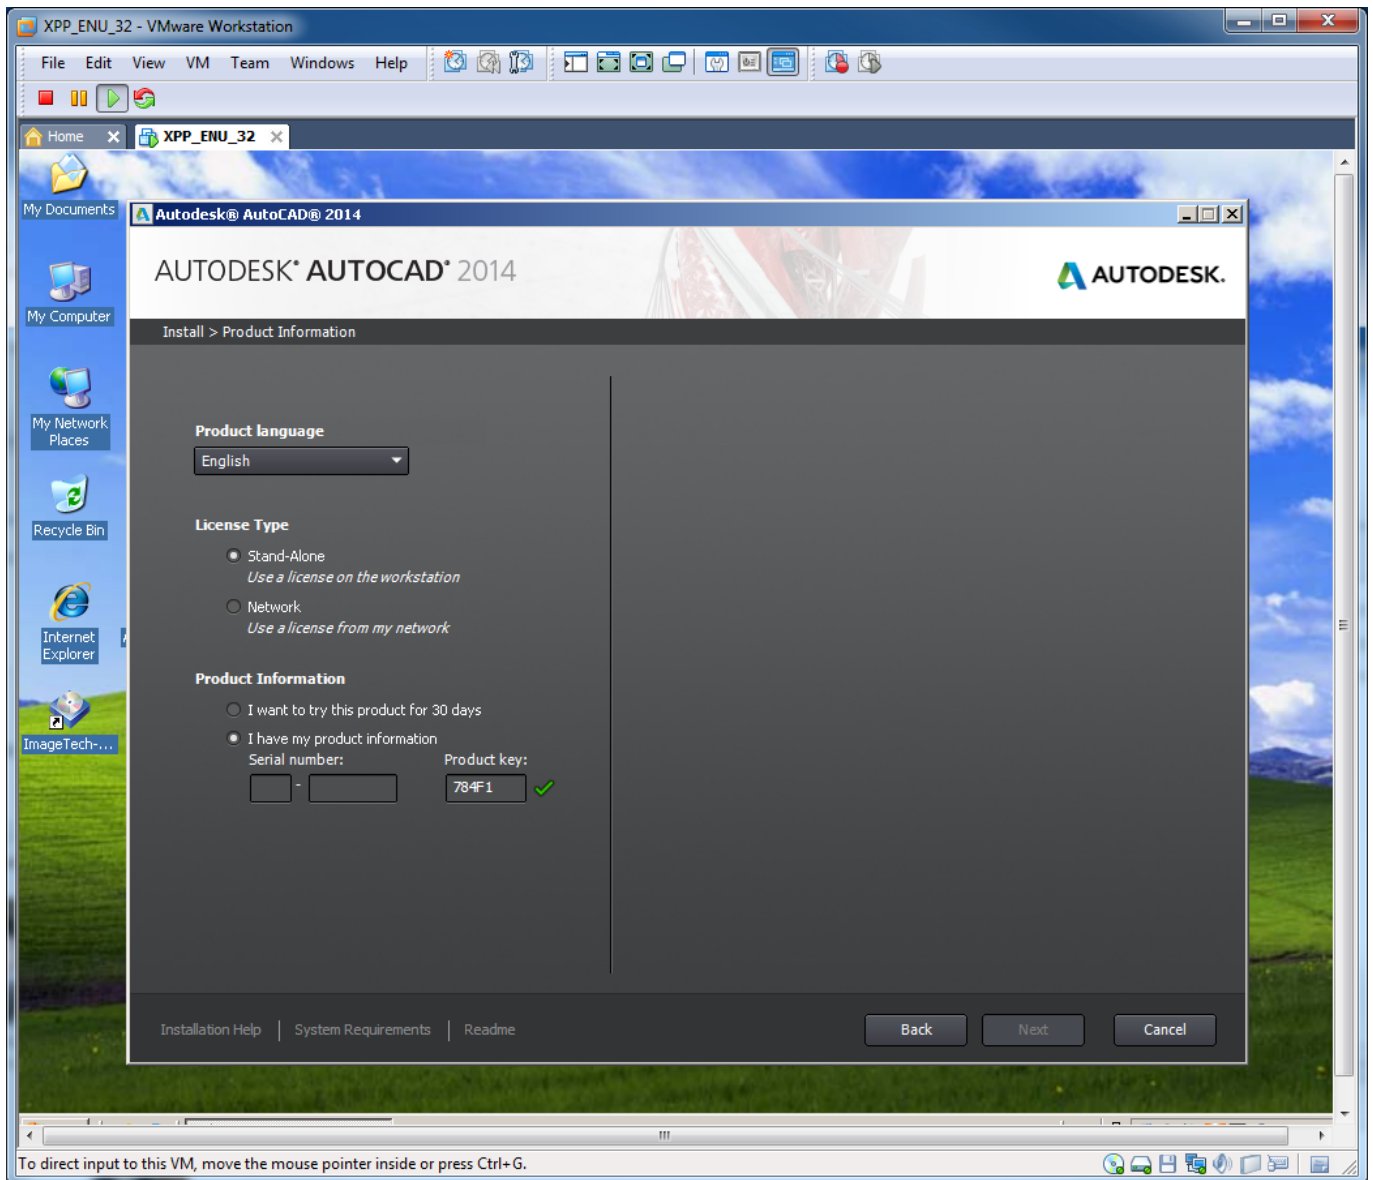 XPP_ENU_32 - VMware Workstation
File Edit View VM Team Windows Help
Home XPP_ENU_32
My Documents
Autodesk® AutoCAD® 2014
AUTODESK® AUTOCAD® 2014
AUTODESK.
My Computer
Install > Product Information
My Network
Places
Product language
English
Recycle Bin
License Type
Stand-Alone
Use a license on the workstation
Network
Use a license from my network
Internet
Explorer
Product Information
I want to try this product for 30 days
I have my product information
ImageTech-...
Serial number: Product key:
- 784F1
Installation Help | System Requirements | Readme
Back Next Cancel
To direct input to this VM, move the mouse pointer inside or press Ctrl+G.